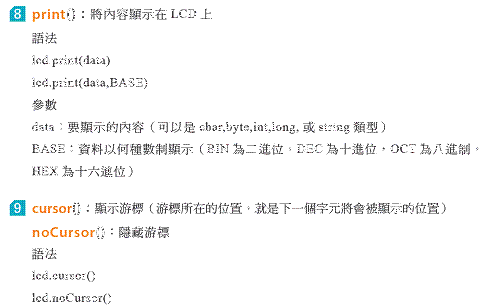 8 print()：將內容顯示在 LCD 上
語法
lcd.print(data)
lcd.print(data,BASE)
參數
data：要顯示的內容（可以是 char,byte,int,long, 或 string 類型）
BASE：資料以何種數制顯示（BIN 為二進位，DEC 為十進位，OCT 為八進制，
HEX 為十六進位）
9 cursor()：顯示游標（游標所在的位置，就是下一個字元將會被顯示的位置）
noCursor()：隱藏游標
語法
lcd.cursor()
lcd.noCursor()